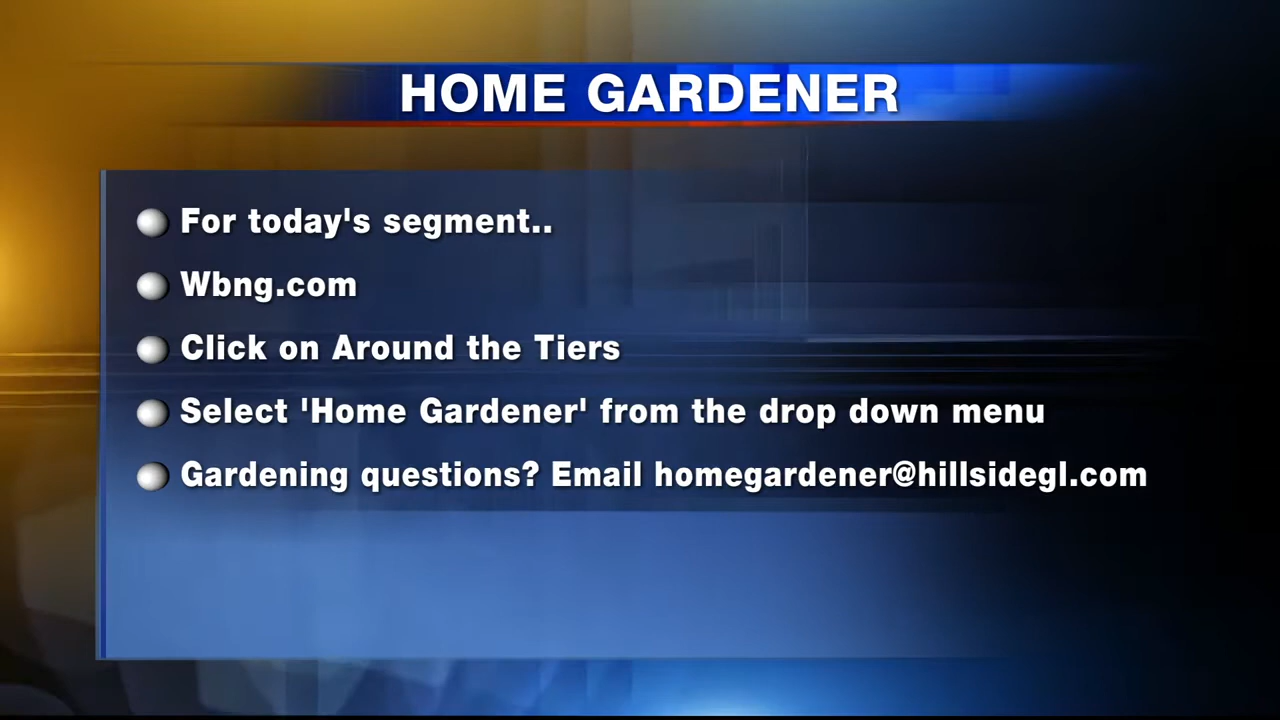 HOME GARDENER
For today's segment..
Wbng.com
Click on Around the Tiers
Select 'Home Gardener' from the drop down menu
Gardening questions? Email homegardener@hillsidegl.com